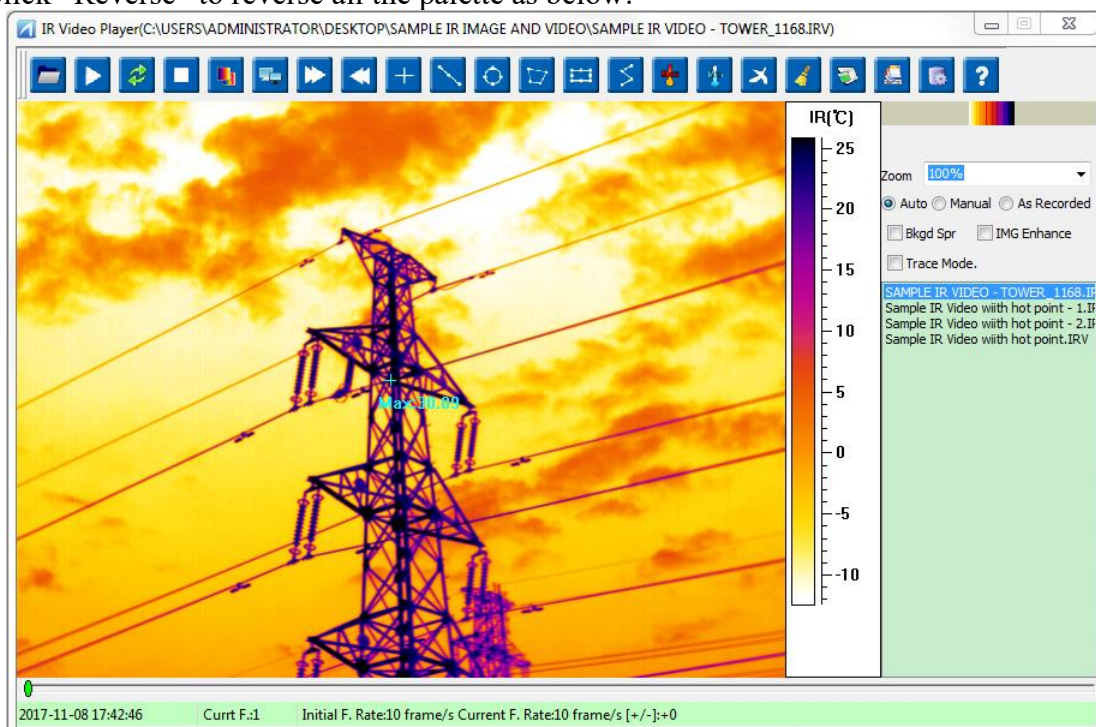 click "Reverse" to reverse all the palette as below:
IR Video Player(C:\USERS\ADMINISTRATOR\DESKTOP\SAMPLE IR IMAGE AND VIDEO\SAMPLE IR VIDEO - TOWER_1168.IRV)
IR(℃)
25
20
15
10
5
0
-5
-10
Zoom 100%
Auto Manual As Recorded
Bkgd Spr IMG Enhance
Trace Mode.
SAMPLE IR VIDEO - TOWER_1168.IR
Sample IR Video wiith hot point - 1.IR
Sample IR Video wiith hot point - 2.IR
Sample IR Video wiith hot point.IRV
2017-11-08 17:42:46 Currt F.:1 Initial F. Rate:10 frame/s Current F. Rate:10 frame/s [+/-]:+0